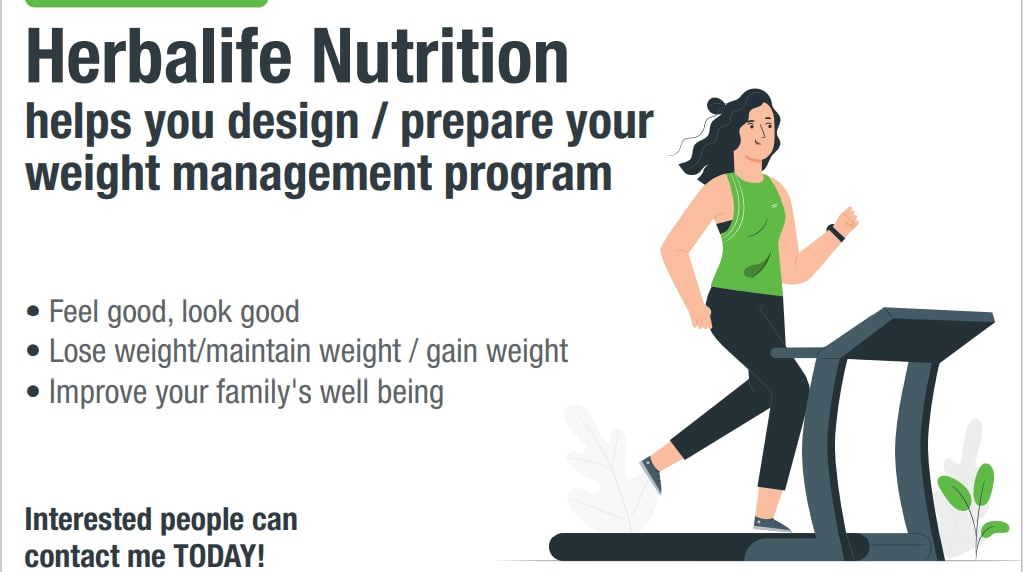 Herbalife Nutrition
helps you design / prepare your
weight management program
• Feel good, look good
• Lose weight/maintain weight / gain weight
• Improve your family's well being
Interested people can
contact me TODAY!